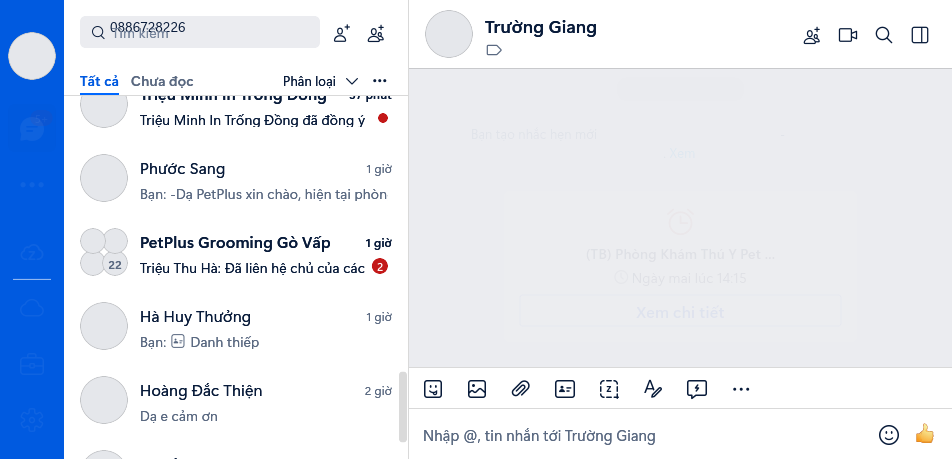 0886728226
Tìm kiếm
Tất cả
Chưa đọc
Phân loại
Triệu Minh In Trống Đồng
57 phút
Triệu Minh In Trống Đồng đã đồng ý
Phước Sang
1 giờ
Bạn: -Dạ PetPlus xin chào, hiện tại phòn
PetPlus Grooming Gò Vấp
1 giờ
22
Triệu Thu Hà: Đã liên hệ chủ của các
2
Hà Huy Thưởng
1 giờ
Bạn: Danh thiếp
Hoàng Đắc Thiện
2 giờ
Dạ e cảm ơn
Trường Giang
Bạn tạo nhắc hẹn mới
Xem
(TB) Phòng Khám Thú Y Pet ...
Ngày mai lúc 14:15
Xem chi tiết
Nhập @, tin nhắn tới Trường Giang